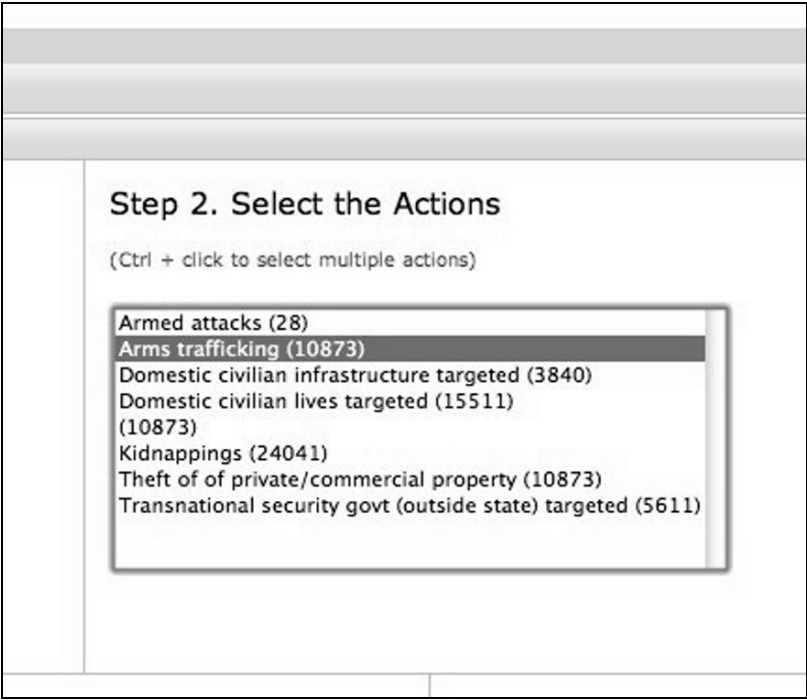 Step 2. Select the Actions
(Ctrl + click to select multiple actions)
Armed attacks (28)
Arms trafficking (10873)
Domestic civilian infrastructure targeted (3840)
Domestic civilian lives targeted (15511)
(10873)
Kidnappings (24041)
Theft of of private/commercial property (10873)
Transnational security govt (outside state) targeted (5611)